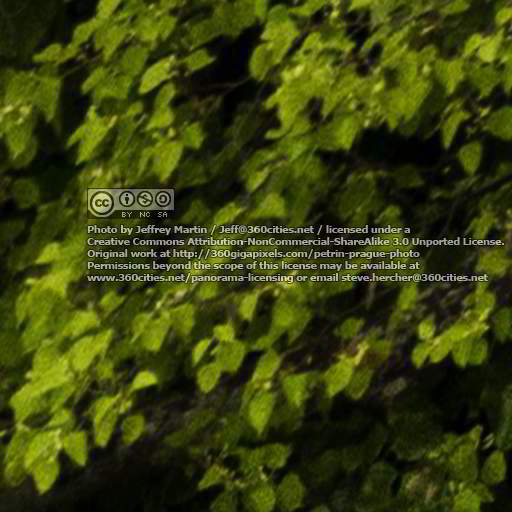 cc
BY NC SA
Photo by Jeffrey Martin / Jeff@360cities.net / licensed under a
Creative Commons Attribution-NonCommercial-ShareAlike 3.0 Unported License.
Original work at http://360gigapixels.com/petrin-prague-photo
Permissions beyond the scope of this license may be available at
www.360cities.net/panorama-licensing or email steve.hercher@360cities.net